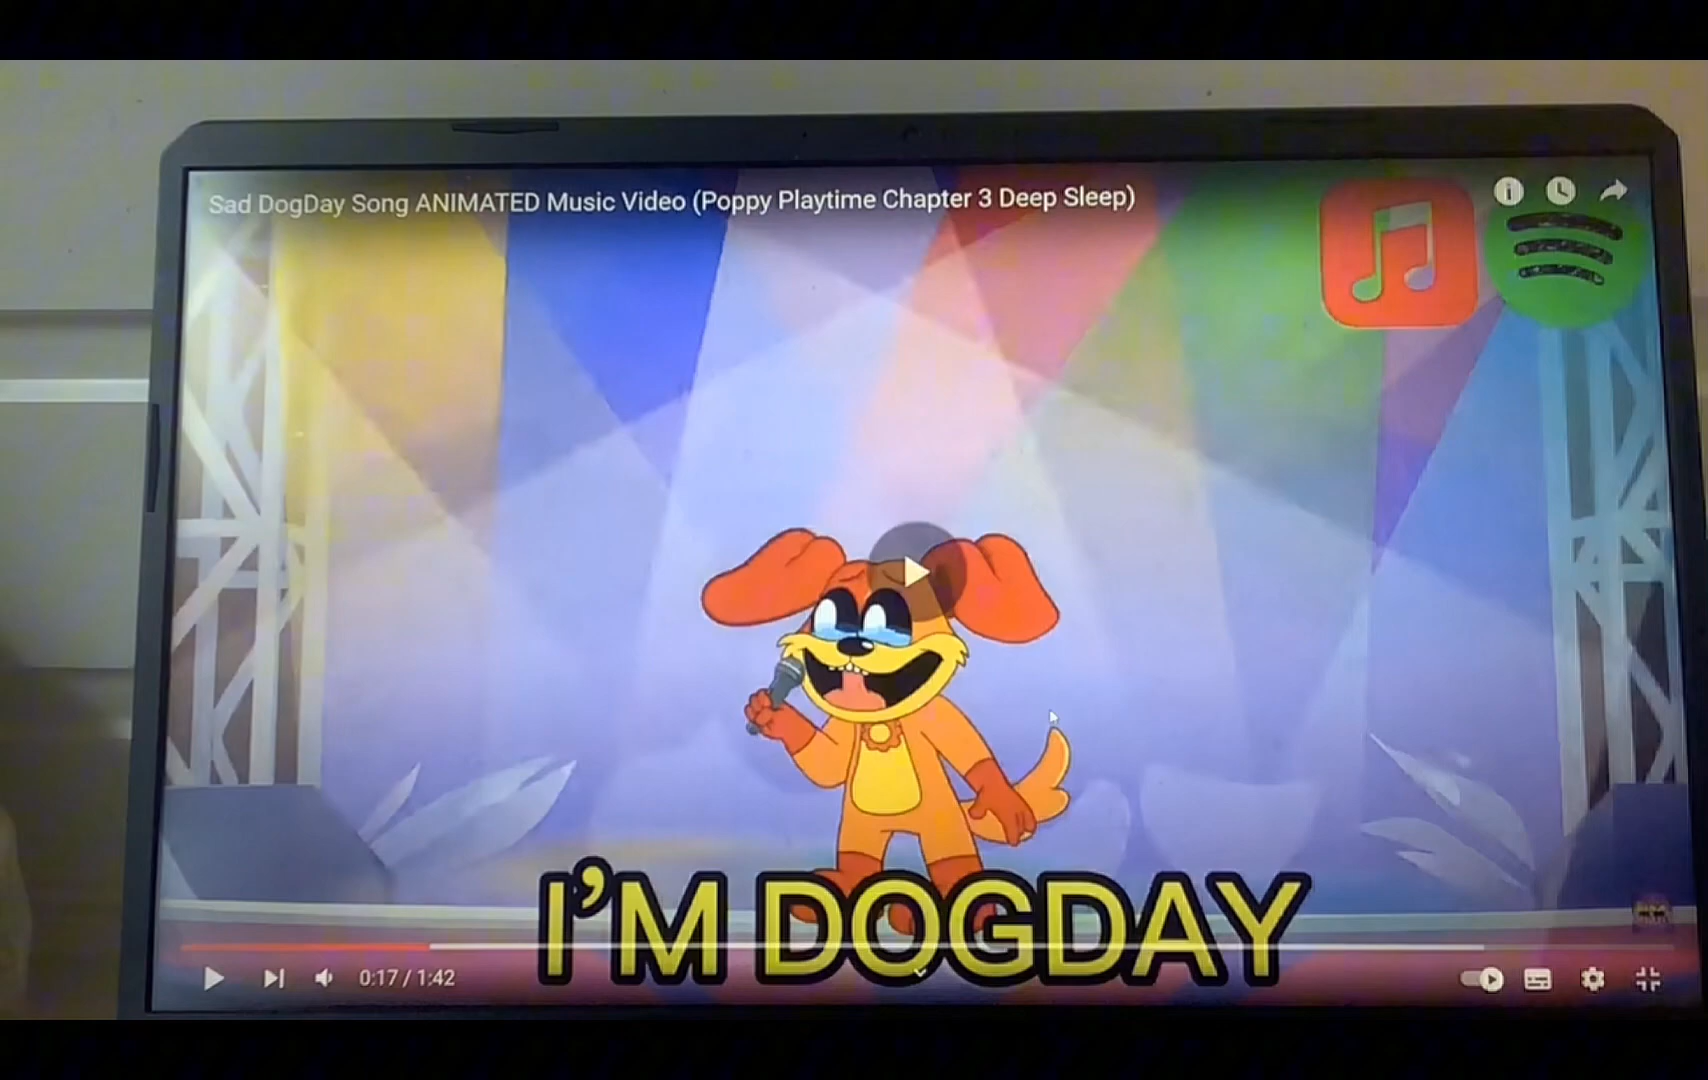 Sad DogDay Song ANIMATED Music Video (Poppy Playtime Chapter 3 Deep Sleep)
I'M DOGDAY
0:17 / 1:42